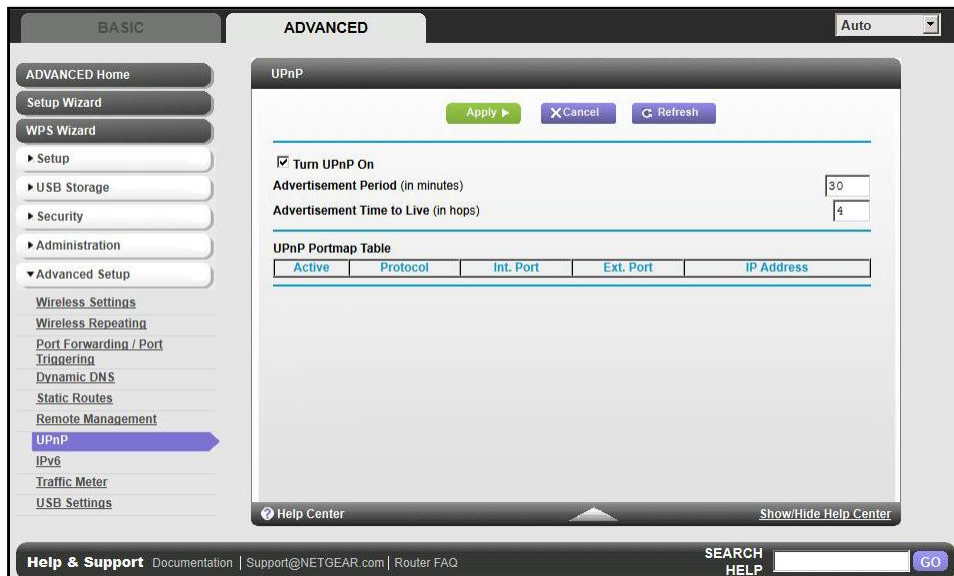 BASIC
ADVANCED
Auto
ADVANCED Home
Setup Wizard
WPS Wizard
Setup
USB Storage
Security
Administration
Advanced Setup
Wireless Settings
Wireless Repeating
Port Forwarding / Port
Triggering
Dynamic DNS
Static Routes
Remote Management
UPnP
IPv6
Traffic Meter
USB Settings
UPnP
Apply
Cancel
Refresh
Turn UPnP On
Advertisement Period (in minutes) 30
Advertisement Time to Live (in hops) 4
UPnP Portmap Table
Active Protocol Int. Port Ext. Port IP Address
? Help Center
Show/Hide Help Center
Help & Support Documentation | Support@NETGEAR.com | Router FAQ
SEARCH
HELP
GO